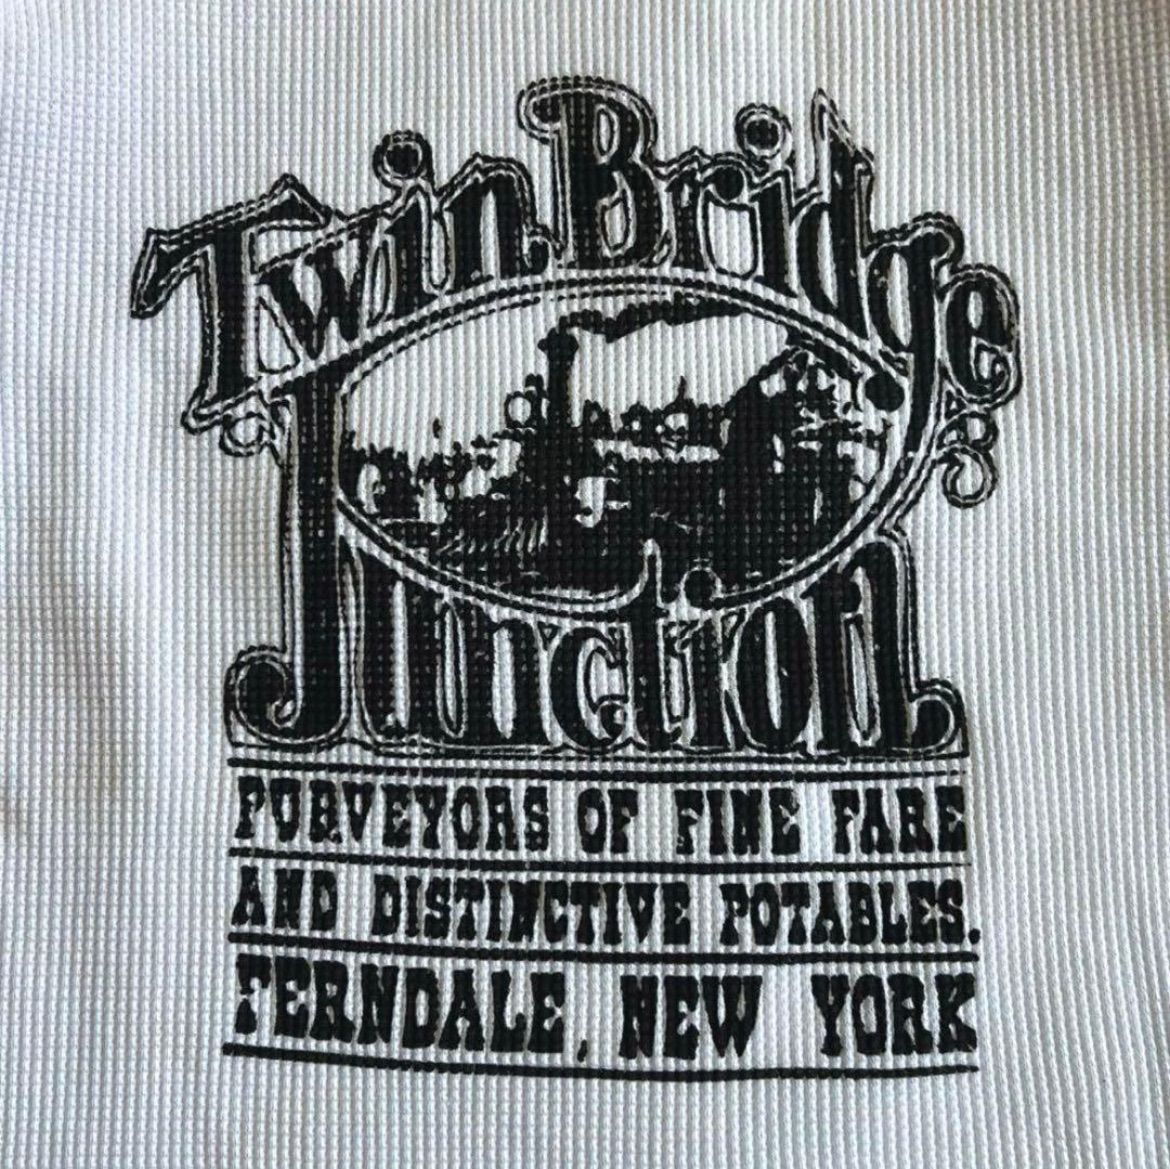 Twin Bridge
Junction
PURVEYORS OF FINE FARE
AND DISTINCTIVE POTABLES.
FERNDALE, NEW YORK